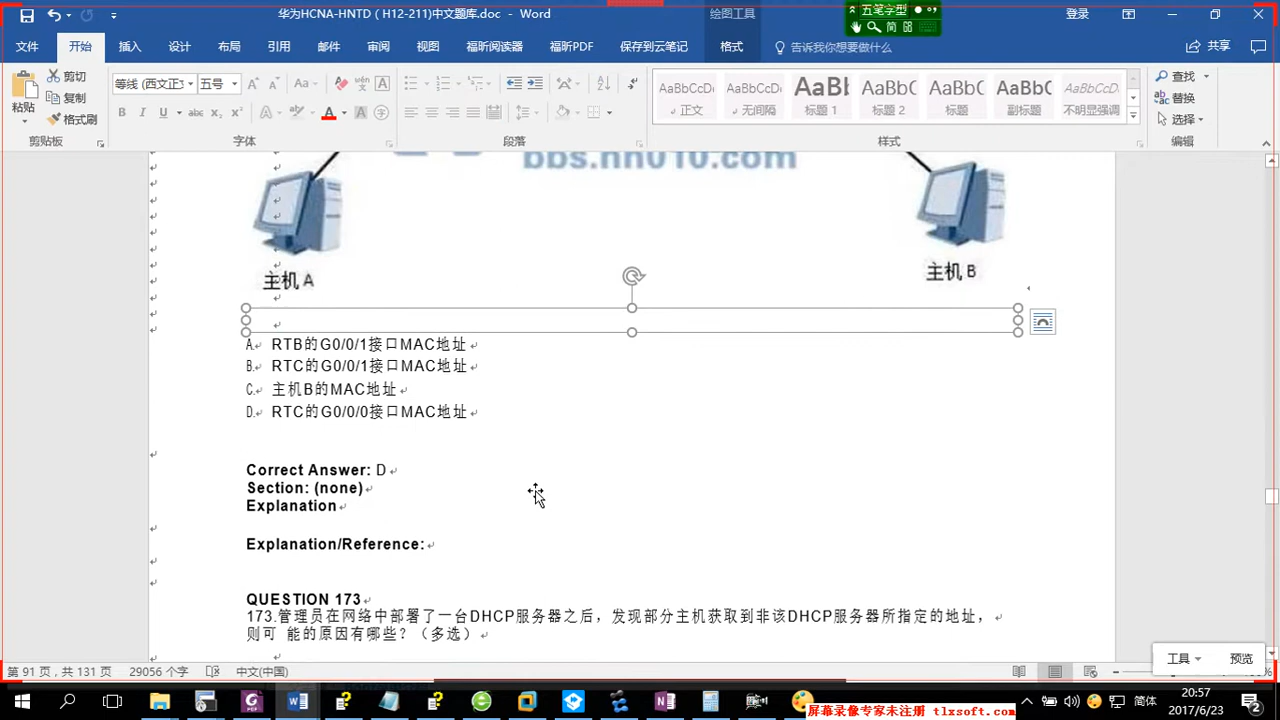 华为HCNA-HNTD ( H12-211)中文题库.doc - Word
绘图工具
五笔字型
简
登录
文件
开始
插入
设计
布局
引用
邮件
审阅
视图
福昕阅读器
福昕PDF
保存到云笔记
格式
告诉我你想要做什么
共享
粘贴
剪切
复制
格式刷
剪贴板
等线 (西文正
五号
字体
段落
AaBbCcDc
正文
AaBbCcDc
无间隔
AaBl
标题 1
AaBbC
标题 2
AaBbC
标题
AaBbC
副标题
AaBbCcD
不明显强调
样式
查找
替换
选择
编辑
bbs.hh010.com
主机 A
主机 B
A. RTB的G0/0/1接口MAC地址
B. RTC的G0/0/1接口MAC地址
C. 主机B的MAC地址
D. RTC的G0/0/0接口MAC地址
Correct Answer: D
Section: (none)
Explanation
Explanation/Reference:
QUESTION 173
173.管理员在网络中部署了一台DHCP服务器之后，发现部分主机获取到非该DHCP服务器所指定的地址，
则可 能的原因有哪些？（多选）
第 91 页，共 131 页
29056 个字
中文(中国)
工具
预览
简体
20:57
2017/6/23
屏幕录像专家未注册 tlxsoft.com